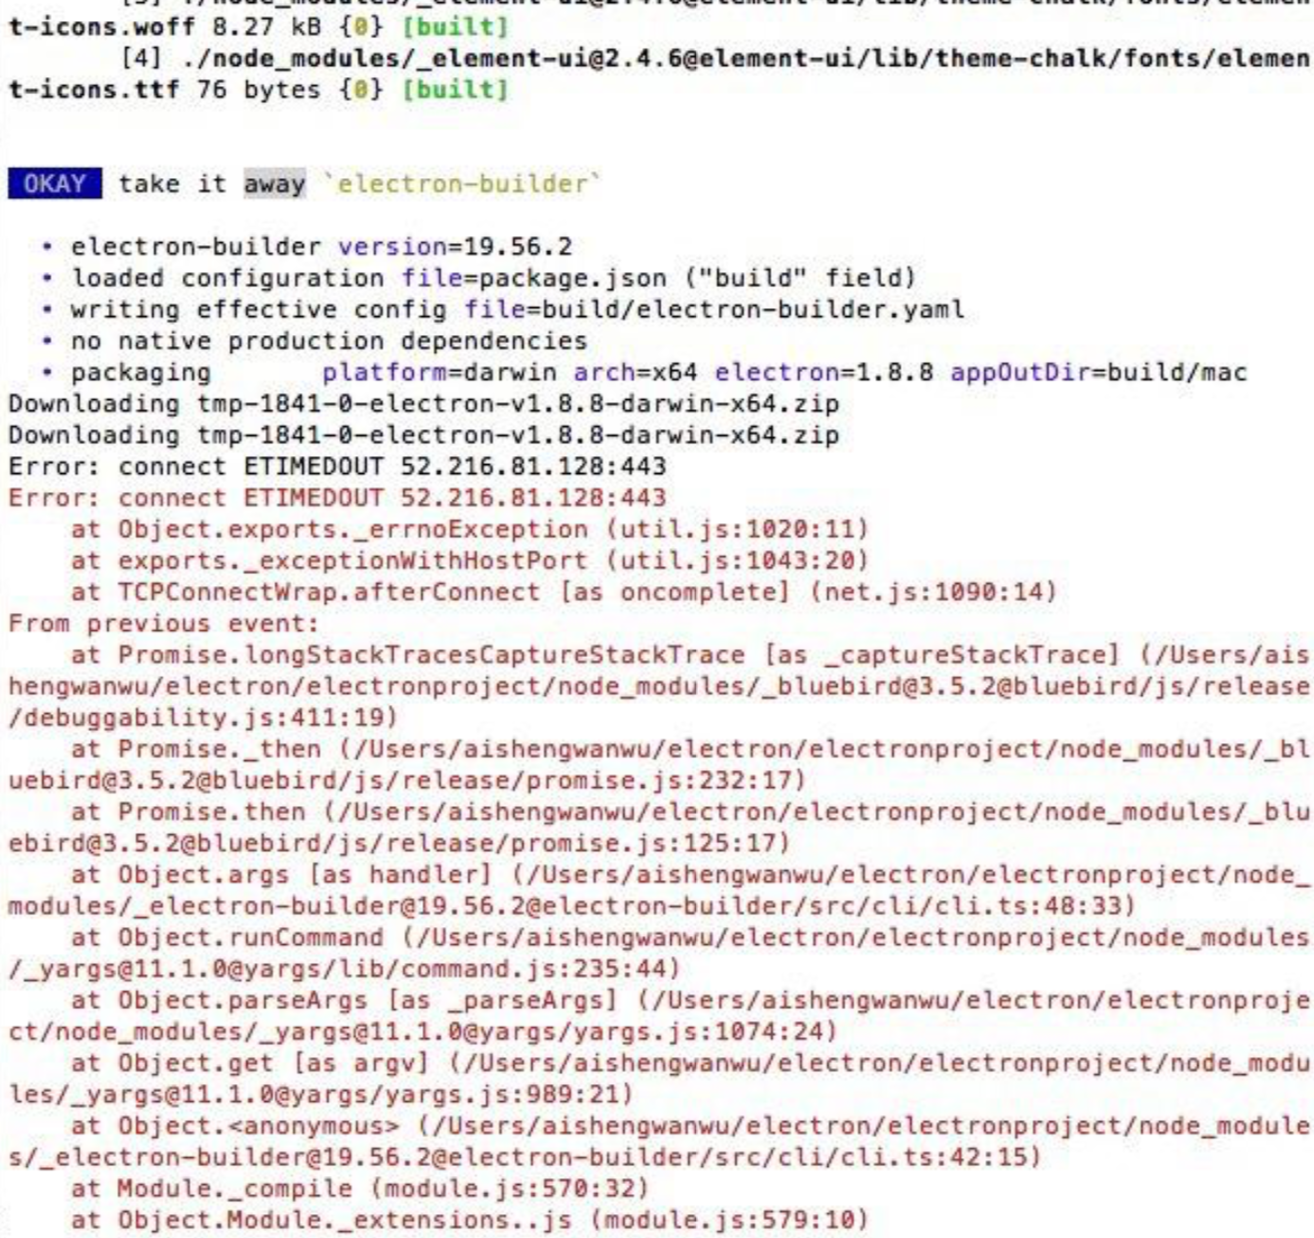 [3] ./node_modules/_element-ui@2.4.6@element-ui/lib/theme-chalk/fonts/elemen
t-icons.woff 8.27 kB {0} [built]
[4] ./node_modules/_element-ui@2.4.6@element-ui/lib/theme-chalk/fonts/elemen
t-icons.ttf 76 bytes {0} [built]
OKAY take it away `electron-builder`
• electron-builder version=19.56.2
• loaded configuration file=package.json ("build" field)
• writing effective config file=build/electron-builder.yaml
• no native production dependencies
• packaging platform=darwin arch=x64 electron=1.8.8 appOutDir=build/mac
Downloading tmp-1841-0-electron-v1.8.8-darwin-x64.zip
Downloading tmp-1841-0-electron-v1.8.8-darwin-x64.zip
Error: connect ETIMEDOUT 52.216.81.128:443
Error: connect ETIMEDOUT 52.216.81.128:443
at Object.exports._errnoException (util.js:1020:11)
at exports._exceptionWithHostPort (util.js:1043:20)
at TCPConnectWrap.afterConnect [as oncomplete] (net.js:1090:14)
From previous event:
at Promise.longStackTracesCaptureStackTrace [as _captureStackTrace] (/Users/ais
hengwanwu/electron/electronproject/node_modules/_bluebird@3.5.2@bluebird/js/release
/debuggability.js:411:19)
at Promise._then (/Users/aishengwanwu/electron/electronproject/node_modules/_bl
uebird@3.5.2@bluebird/js/release/promise.js:232:17)
at Promise.then (/Users/aishengwanwu/electron/electronproject/node_modules/_blu
ebird@3.5.2@bluebird/js/release/promise.js:125:17)
at Object.args [as handler] (/Users/aishengwanwu/electron/electronproject/node_
modules/_electron-builder@19.56.2@electron-builder/src/cli/cli.ts:48:33)
at Object.runCommand (/Users/aishengwanwu/electron/electronproject/node_modules
/_yargs@11.1.0@yargs/lib/command.js:235:44)
at Object.parseArgs [as _parseArgs] (/Users/aishengwanwu/electron/electronproje
ct/node_modules/_yargs@11.1.0@yargs/yargs.js:1074:24)
at Object.get [as argv] (/Users/aishengwanwu/electron/electronproject/node_modu
les/_yargs@11.1.0@yargs/yargs.js:989:21)
at Object.<anonymous> (/Users/aishengwanwu/electron/electronproject/node_module
s/_electron-builder@19.56.2@electron-builder/src/cli/cli.ts:42:15)
at Module._compile (module.js:570:32)
at Object.Module._extensions..js (module.js:579:10)